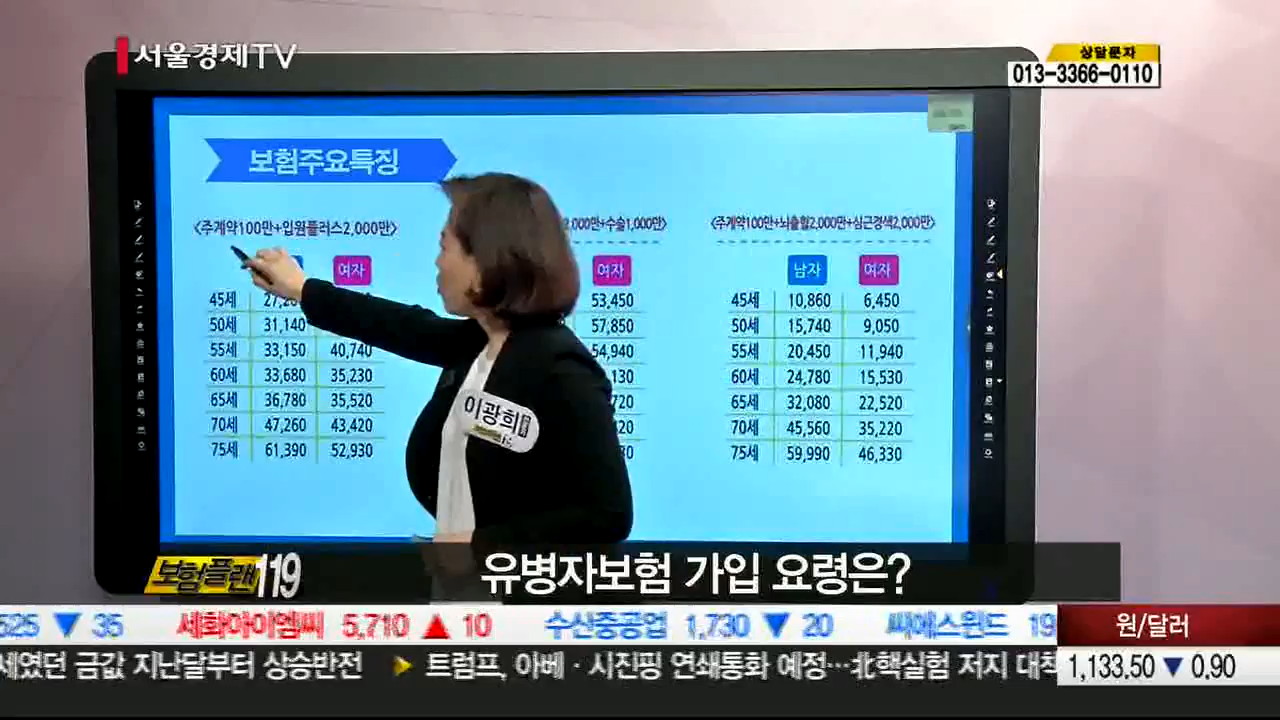 서울경제TV
상담문자
013-3366-0110
보험주요특징
<주계약100만+입원플러스2,000만>
여자
45세
50세 31,140
55세 33,150 40,740
60세 33,680 35,230
65세 36,780 35,520
70세 47,260 43,420
75세 61,390 52,930
2,000만+수술1,000만>
여자
53,450
57,850
54,940
<주계약100만+뇌출혈2,000만+심근경색2,000만>
남자 여자
45세 10,860 6,450
50세 15,740 9,050
55세 20,450 11,940
60세 24,780 15,530
65세 32,080 22,520
70세 45,560 35,220
75세 59,990 46,330
이광희
보험플랜119
유병자보험 가입 요령은?
525 ▼ 35 세화아이엠씨 5,710 ▲ 10 수산중공업 1,730 ▼ 20 씨에스윈드 19
원/달러
세였던 금값 지난달부터 상승반전 ▶ 트럼프, 아베·시진핑 연쇄통화 예정…北핵실험 저지 대책
1,133.50 ▼ 0.90